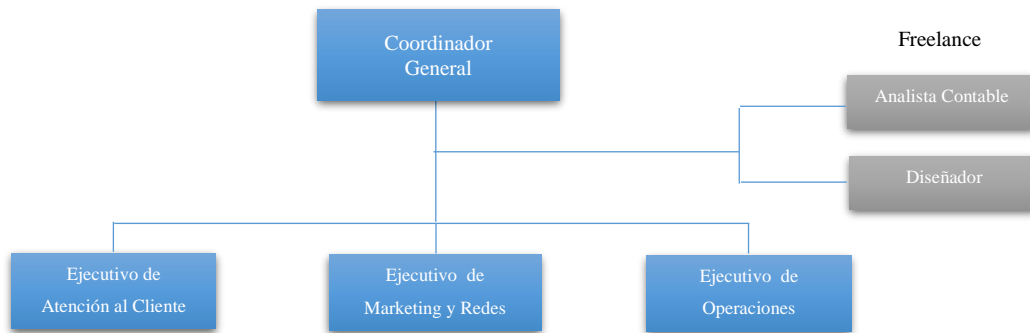 Coordinador
General
Freelance
Analista Contable
Diseñador
Ejecutivo de
Atención al Cliente
Ejecutivo de
Marketing y Redes
Ejecutivo de
Operaciones